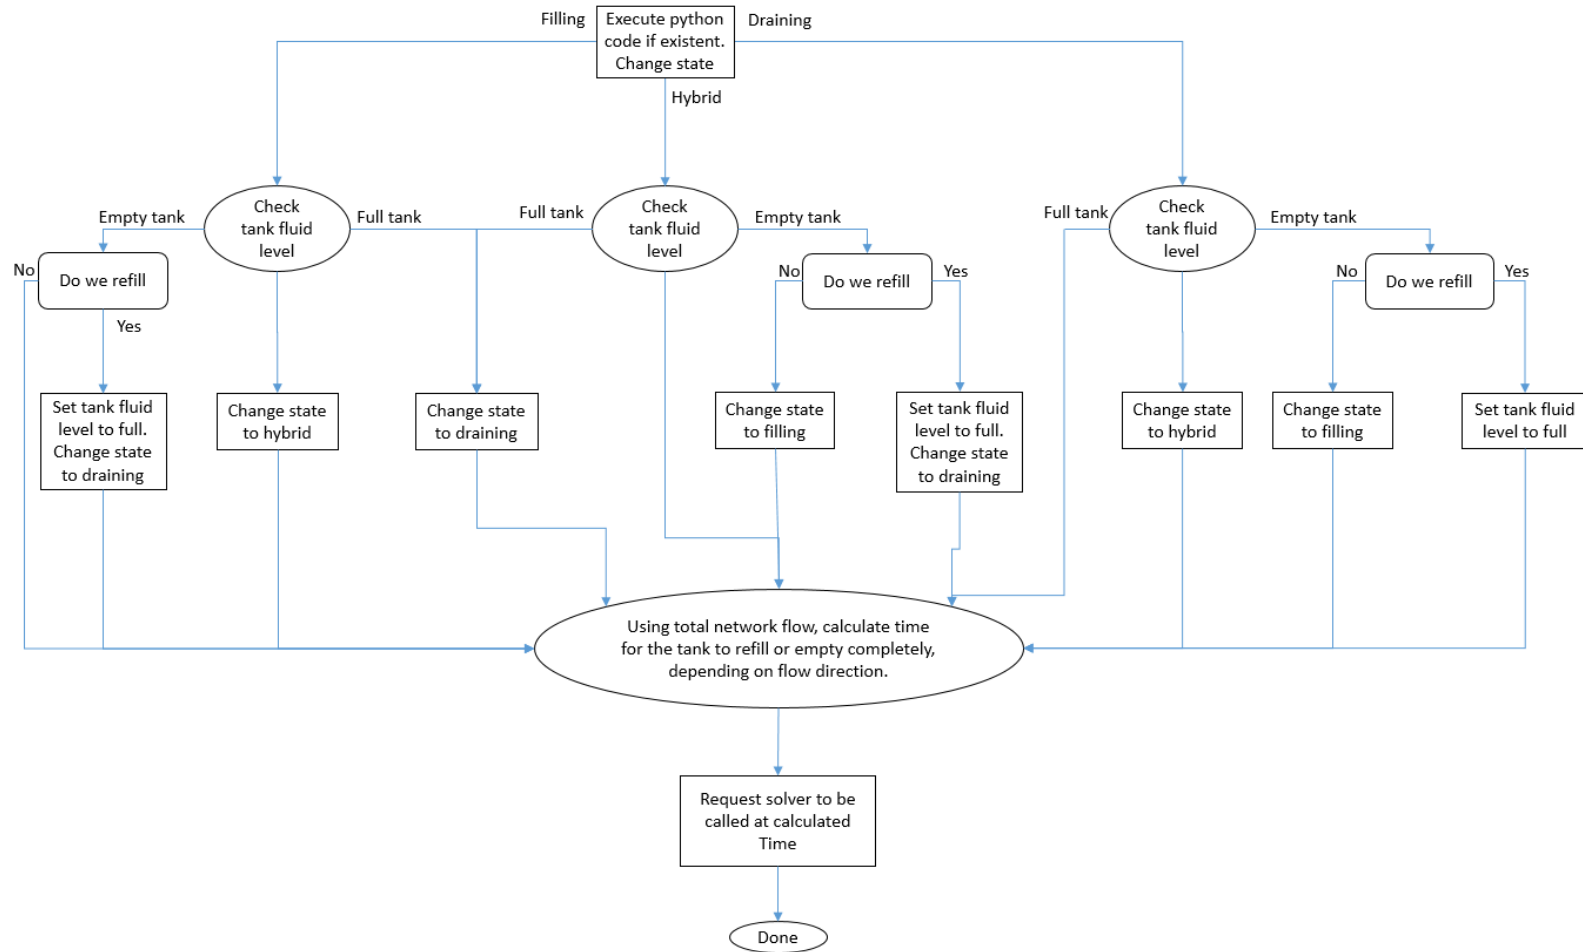 Filling
Execute python
code if existent.
Change state
Draining
Hybrid
Empty tank
Check
tank fluid
level
Full tank
Full tank
Check
tank fluid
level
Empty tank
Full tank
Check
tank fluid
level
Empty tank
No
Do we refill
Yes
No
Do we refill
Yes
No
Do we refill
Yes
Set tank fluid
level to full.
Change state
to draining
Change state
to hybrid
Change state
to draining
Change state
to filling
Set tank fluid
level to full.
Change state
to draining
Change state
to hybrid
Change state
to filling
Set tank fluid
level to full
Using total network flow, calculate time
for the tank to refill or empty completely,
depending on flow direction.
Request solver to be
called at calculated
Time
Done